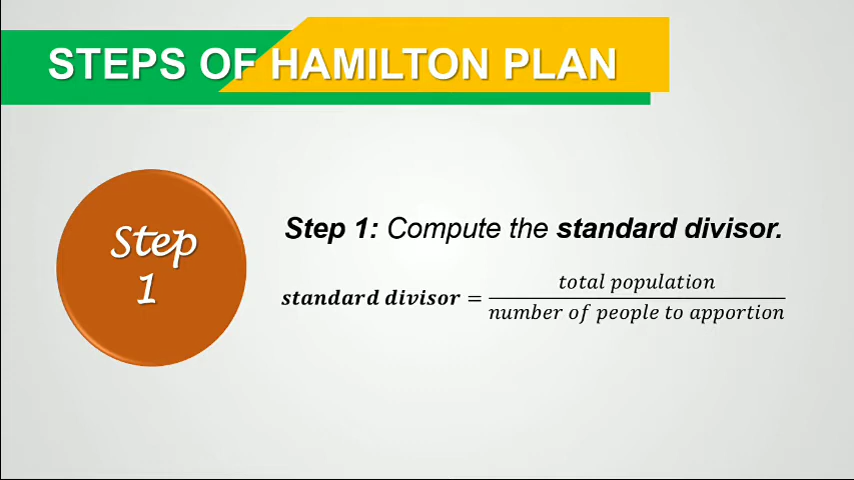 STEPS OF HAMILTON PLAN
Step
1
Step 1: Compute the standard divisor.
standard divisor = total population / number of people to apportion